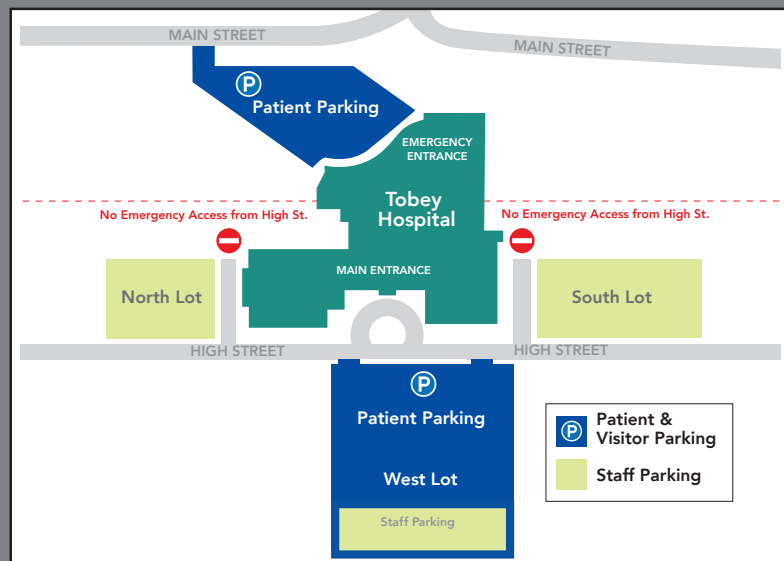 MAIN STREET
MAIN STREET
P
Patient Parking
EMERGENCY
ENTRANCE
Tobey
Hospital
No Emergency Access from High St.
No Emergency Access from High St.
MAIN ENTRANCE
North Lot
South Lot
HIGH STREET
HIGH STREET
P
Patient Parking
West Lot
Staff Parking
P
Patient &
Visitor Parking
Staff Parking